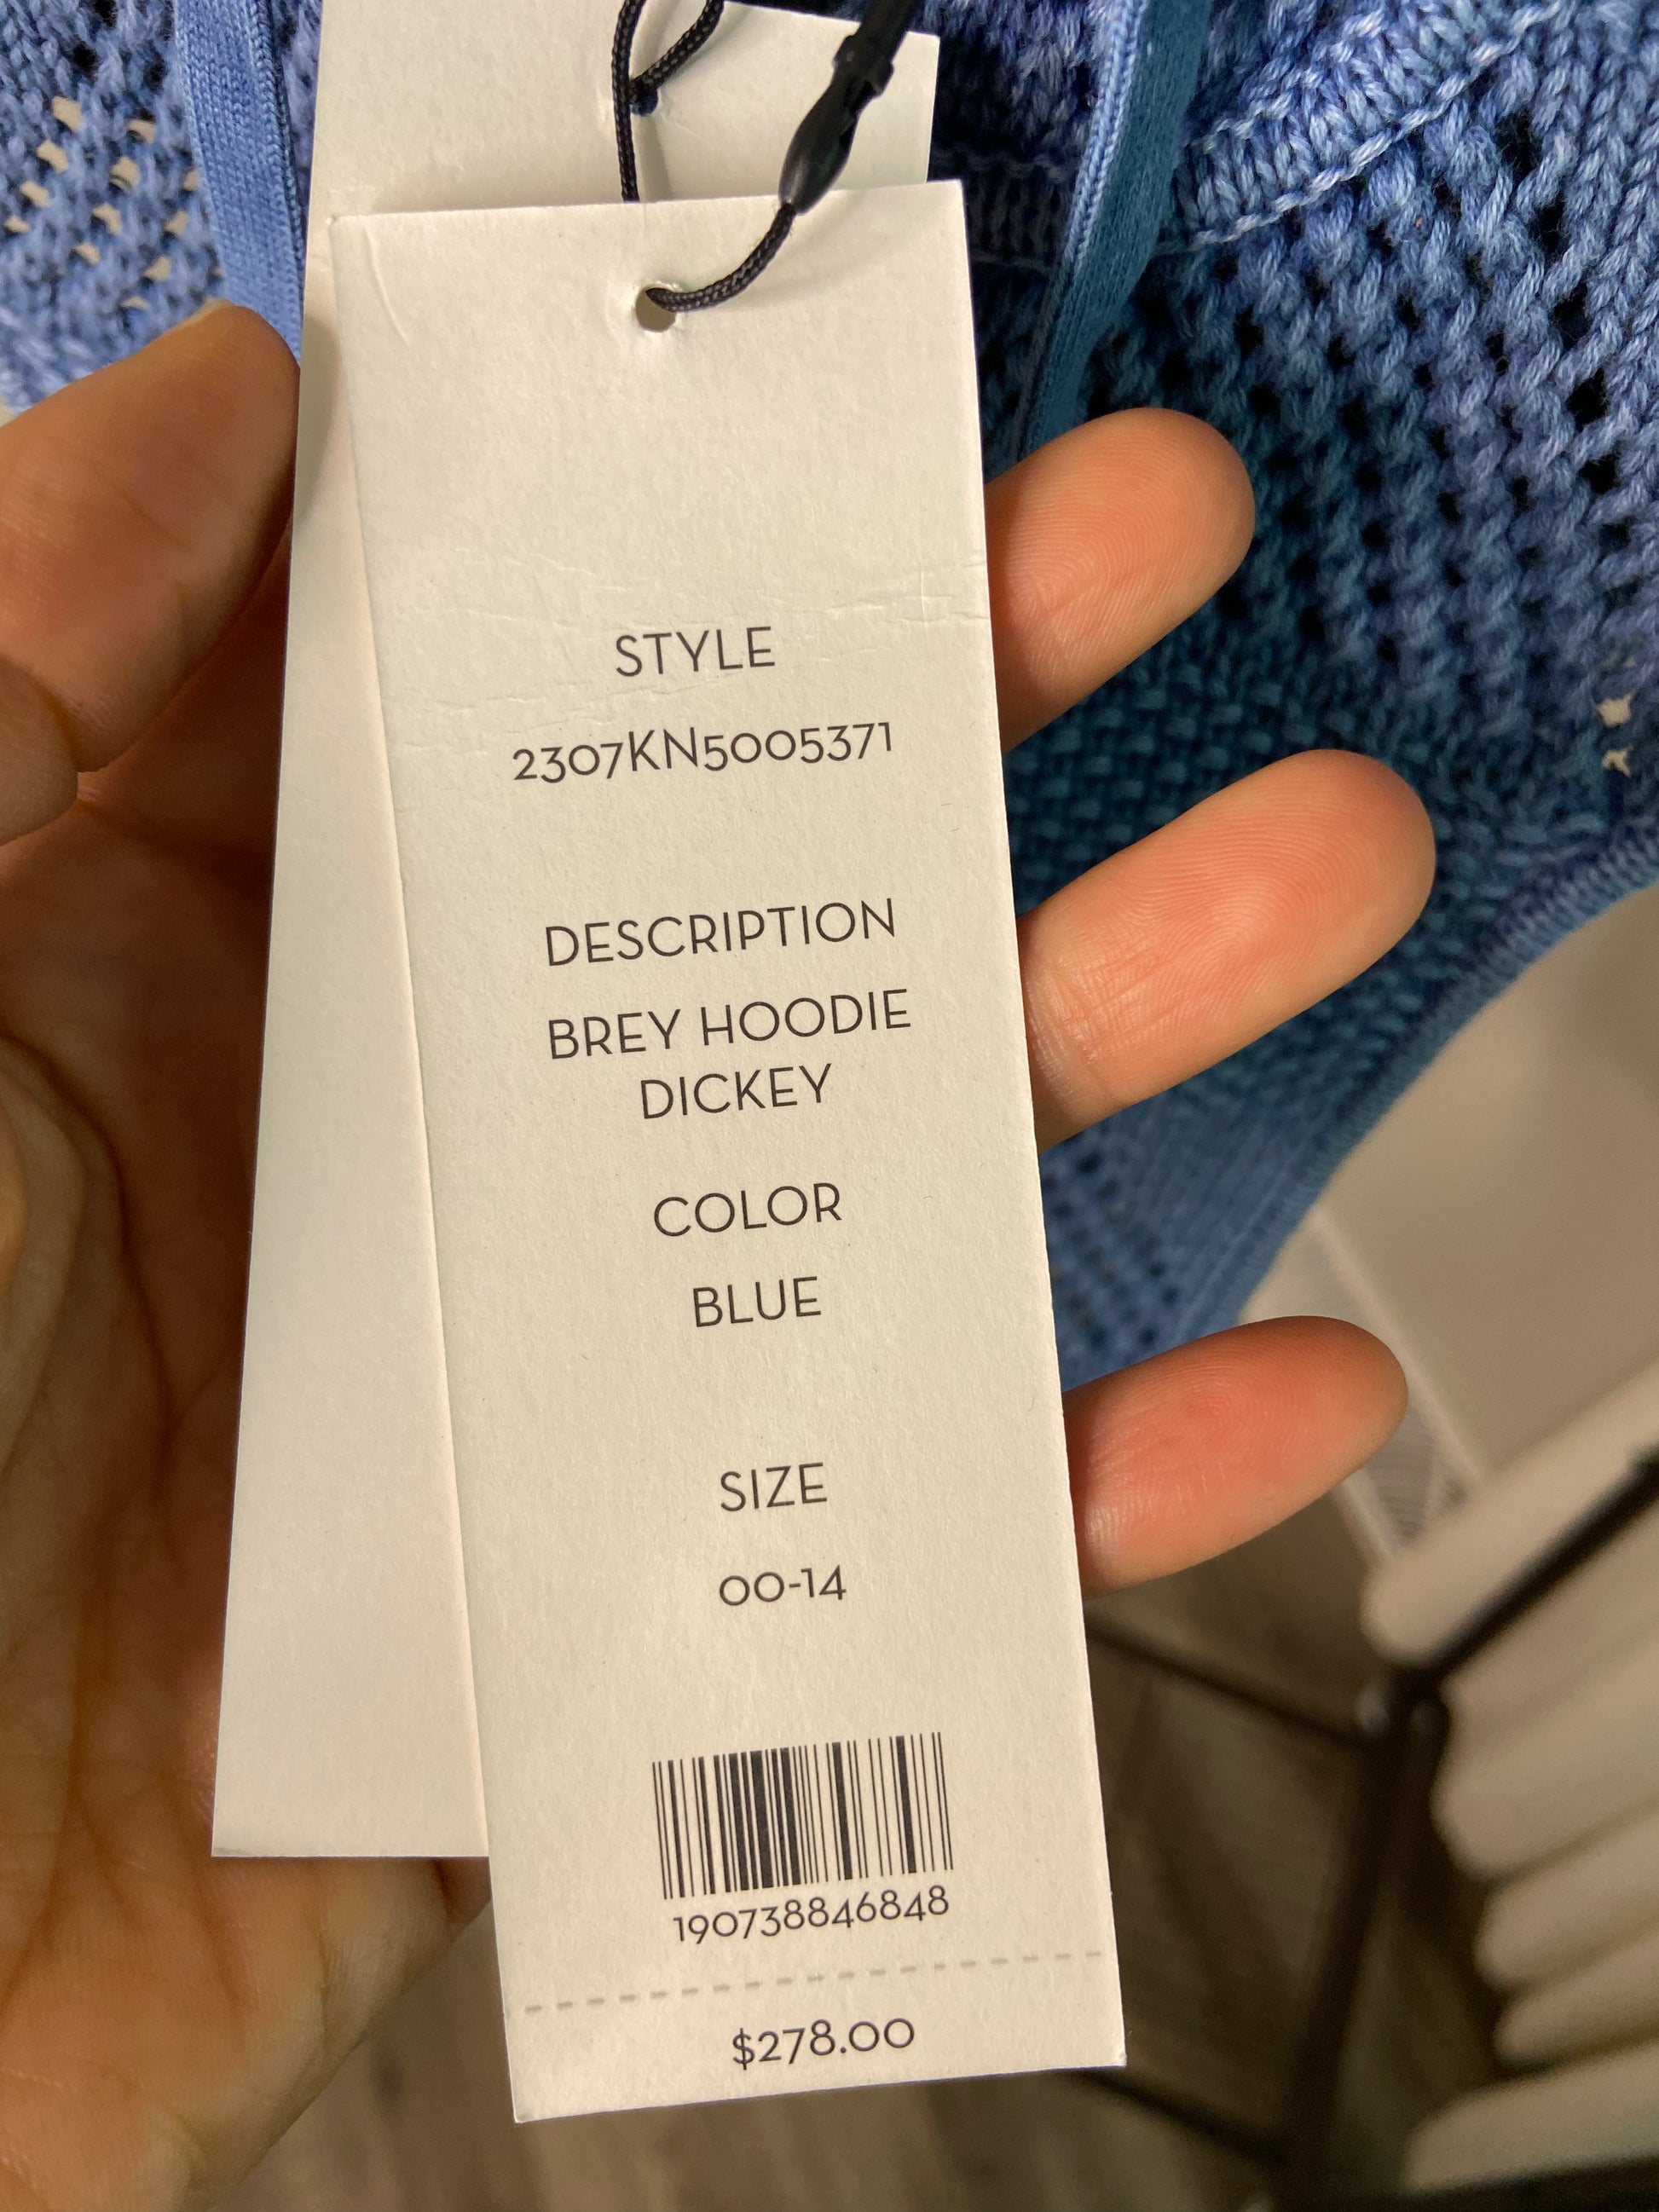 STYLE
2307KN5005371
DESCRIPTION
BREY HOODIE
DICKEY
COLOR
BLUE
SIZE
00-14
190738846848
$278.00